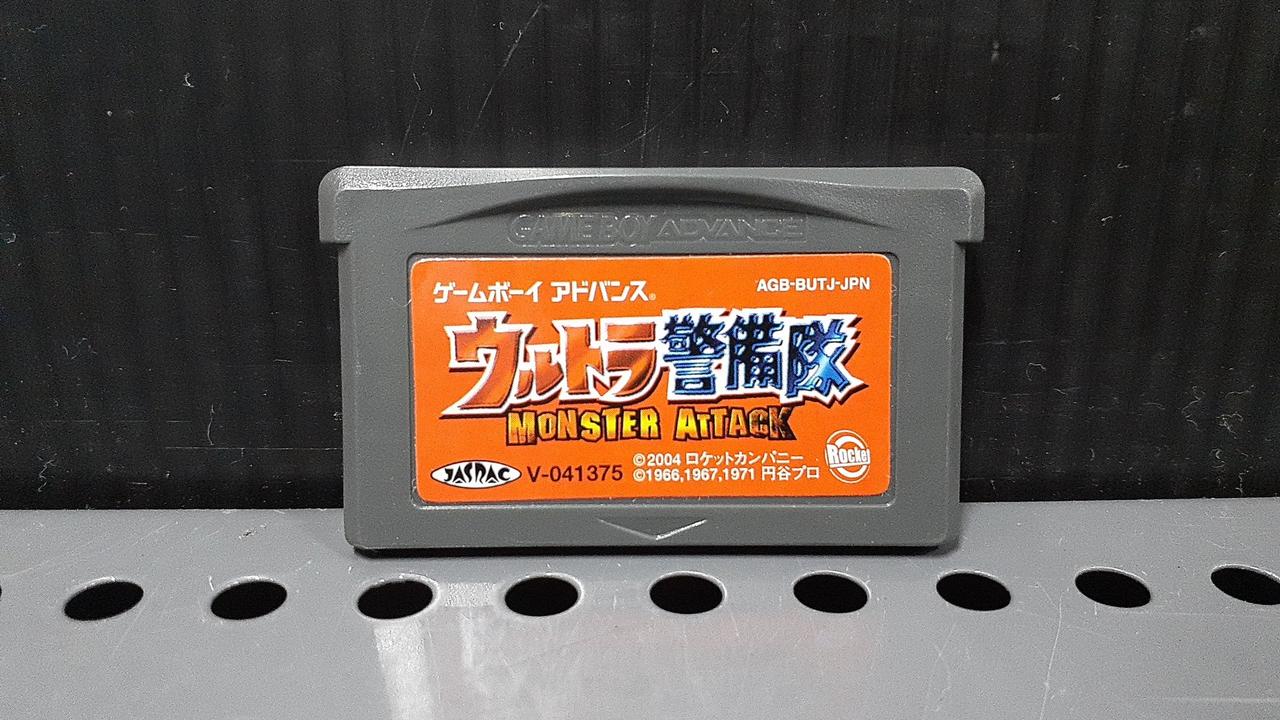 GAME BOY ADVANCE
ゲームボーイ アドバンス® AGB-BUTJ-JPN
ウルトラ警備隊
MONSTER ATTACK
JASRAC V-041375 ©2004 ロケットカンパニー
©1966,1967,1971 円谷プロ
Rocket